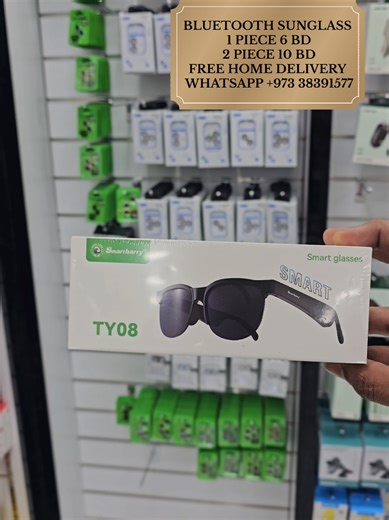 BLUETOOTH SUNGLASS
1 PIECE 6 BD
2 PIECE 10 BD
FREE HOME DELIVERY
WHATSAPP +973 38391577
Smartberry
Smart glasses
SMART
TY08